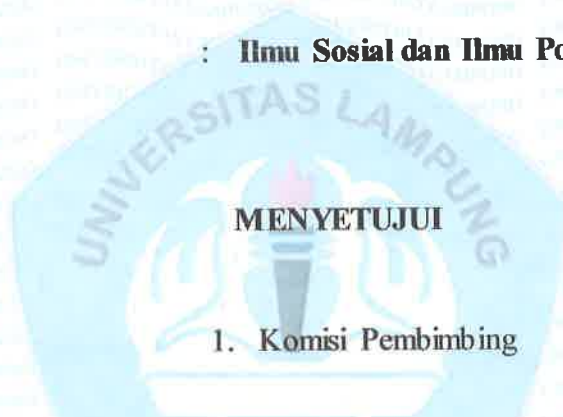 : Ilmu Sosial dan Ilmu Po
UNIVERSITAS LAMPUNG
MENYETUJUI
1. Komisi Pembimbing